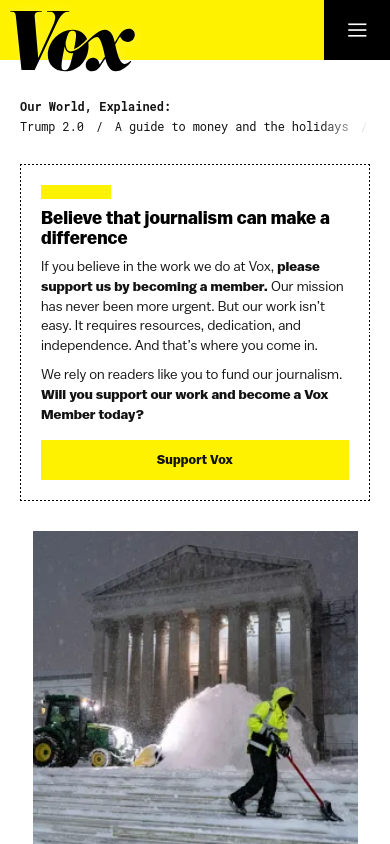 Vox
Our World, Explained:
Trump 2.0 / A guide to money and the holidays /
Believe that journalism can make a
difference
If you believe in the work we do at Vox, please
support us by becoming a member. Our mission
has never been more urgent. But our work isn’t
easy. It requires resources, dedication, and
independence. And that’s where you come in.
We rely on readers like you to fund our journalism.
Will you support our work and become a Vox
Member today?
Support Vox